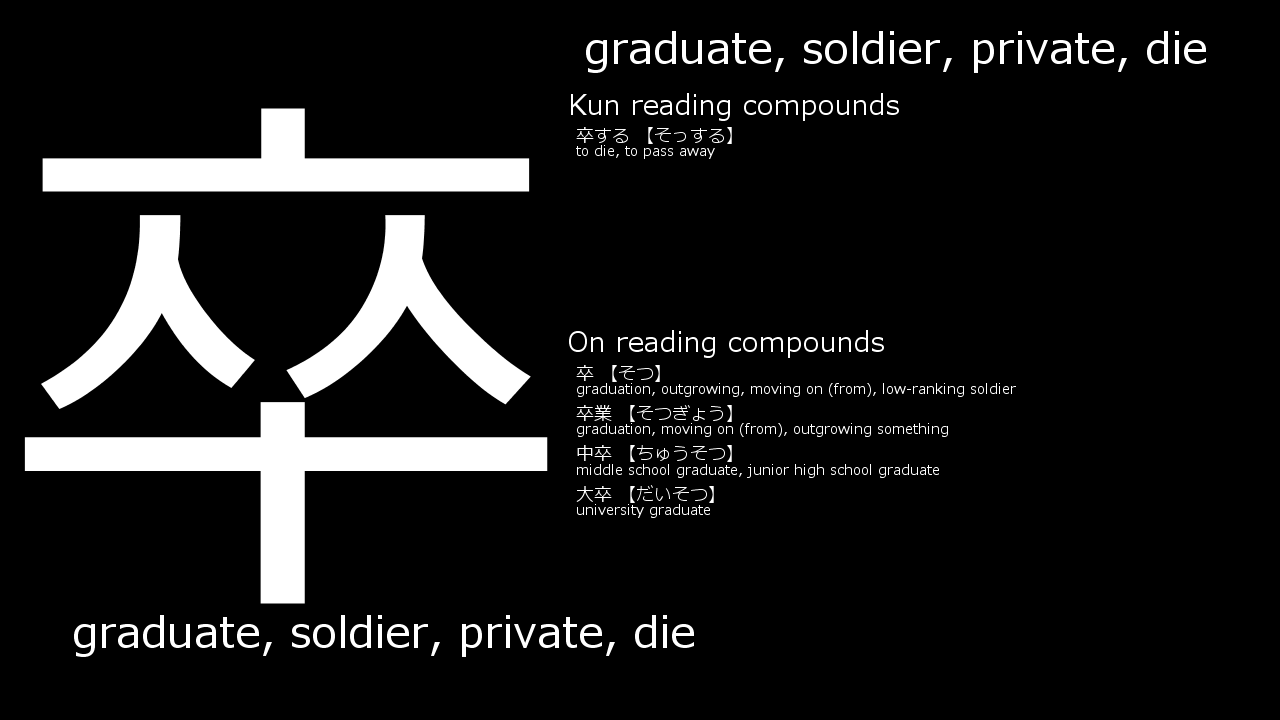 卒
graduate, soldier, private, die
Kun reading compounds
卒する 【そっする】
to die, to pass away
On reading compounds
卒 【そつ】
graduation, outgrowing, moving on (from), low-ranking soldier
卒業 【そつぎょう】
graduation, moving on (from), outgrowing something
中卒 【ちゅうそつ】
middle school graduate, junior high school graduate
大卒 【だいそつ】
university graduate
graduate, soldier, private, die